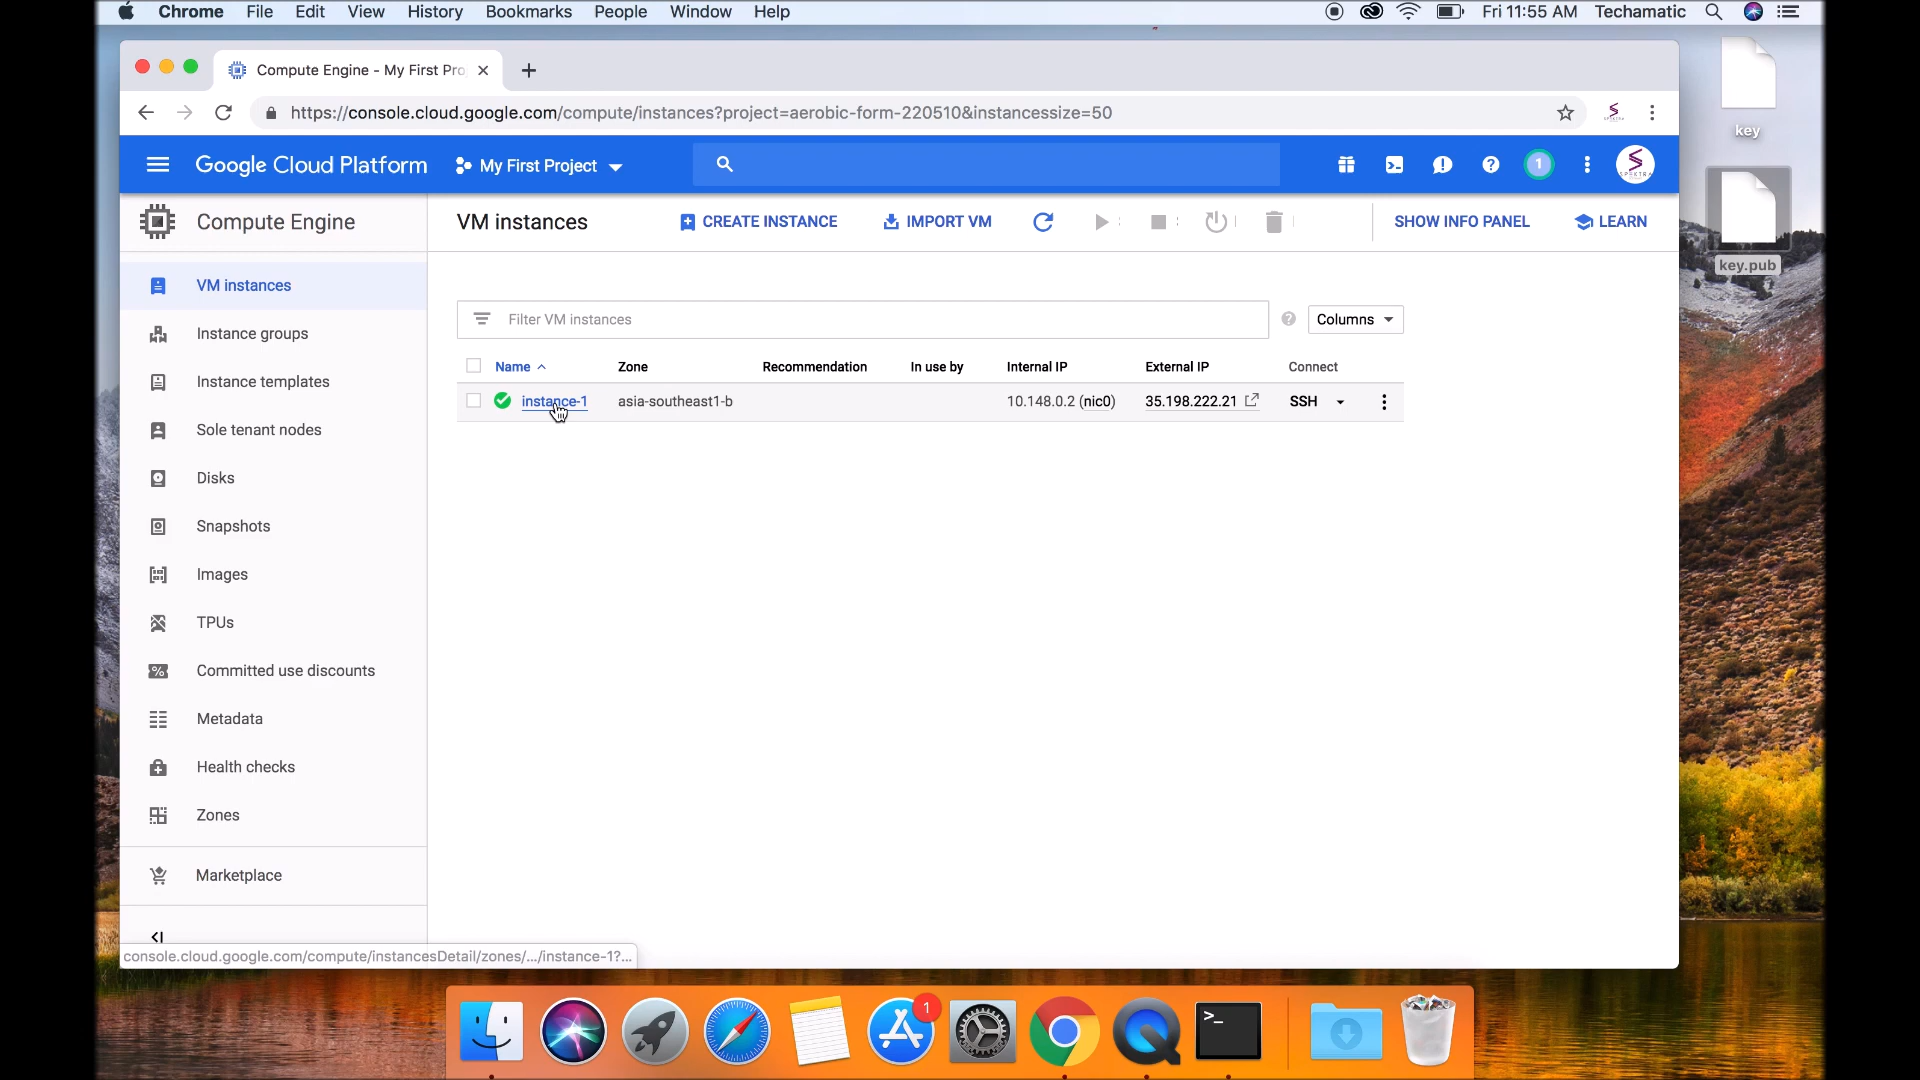 Chrome File Edit View History Bookmarks People Window Help Fri 11:55 AM Techamatic
Compute Engine - My First Pro
https://console.cloud.google.com/compute/instances?project=aerobic-form-220510&instancessize=50
key
key.pub
Google Cloud Platform My First Project 1
Compute Engine
VM instances CREATE INSTANCE IMPORT VM SHOW INFO PANEL LEARN
VM instances
Instance groups
Instance templates
Sole tenant nodes
Disks
Snapshots
Images
TPUs
Committed use discounts
Metadata
Health checks
Zones
Marketplace
Filter VM instances Columns
Name Zone Recommendation In use by Internal IP External IP Connect
instance-1 asia-southeast1-b 10.148.0.2 (nic0) 35.198.222.21 SSH
console.cloud.google.com/compute/instancesDetail/zones/.../instance-1?...
1